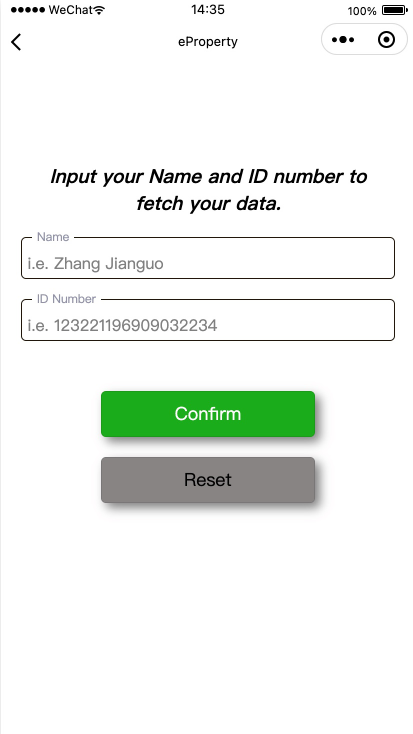 ●●●●● WeChat 14:35 100%
eProperty
Input your Name and ID number to
fetch your data.
Name
i.e. Zhang Jianguo
ID Number
i.e. 123221196909032234
Confirm
Reset